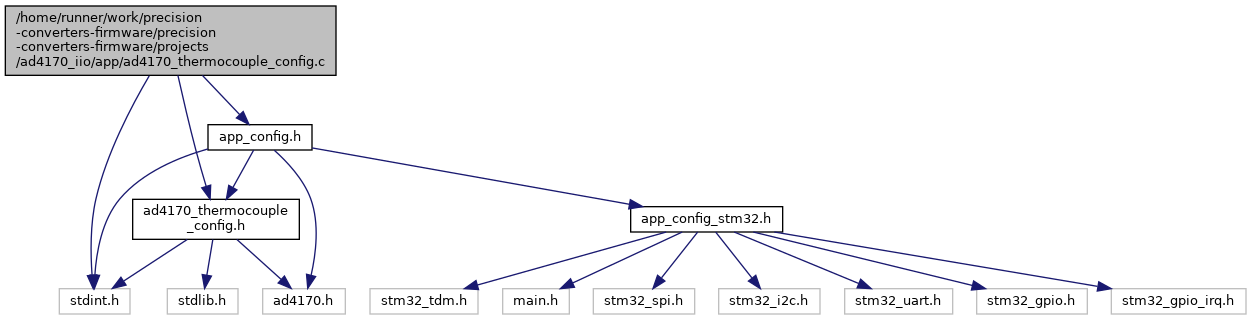 /home/runner/work/precision
-converters-firmware/precision
-converters-firmware/projects
/ad4170_iio/app/ad4170_thermocouple_config.c
app_config.h
ad4170_thermocouple
_config.h
app_config_stm32.h
stdint.h
stdlib.h
ad4170.h
stm32_tdm.h
main.h
stm32_spi.h
stm32_i2c.h
stm32_uart.h
stm32_gpio.h
stm32_gpio_irq.h